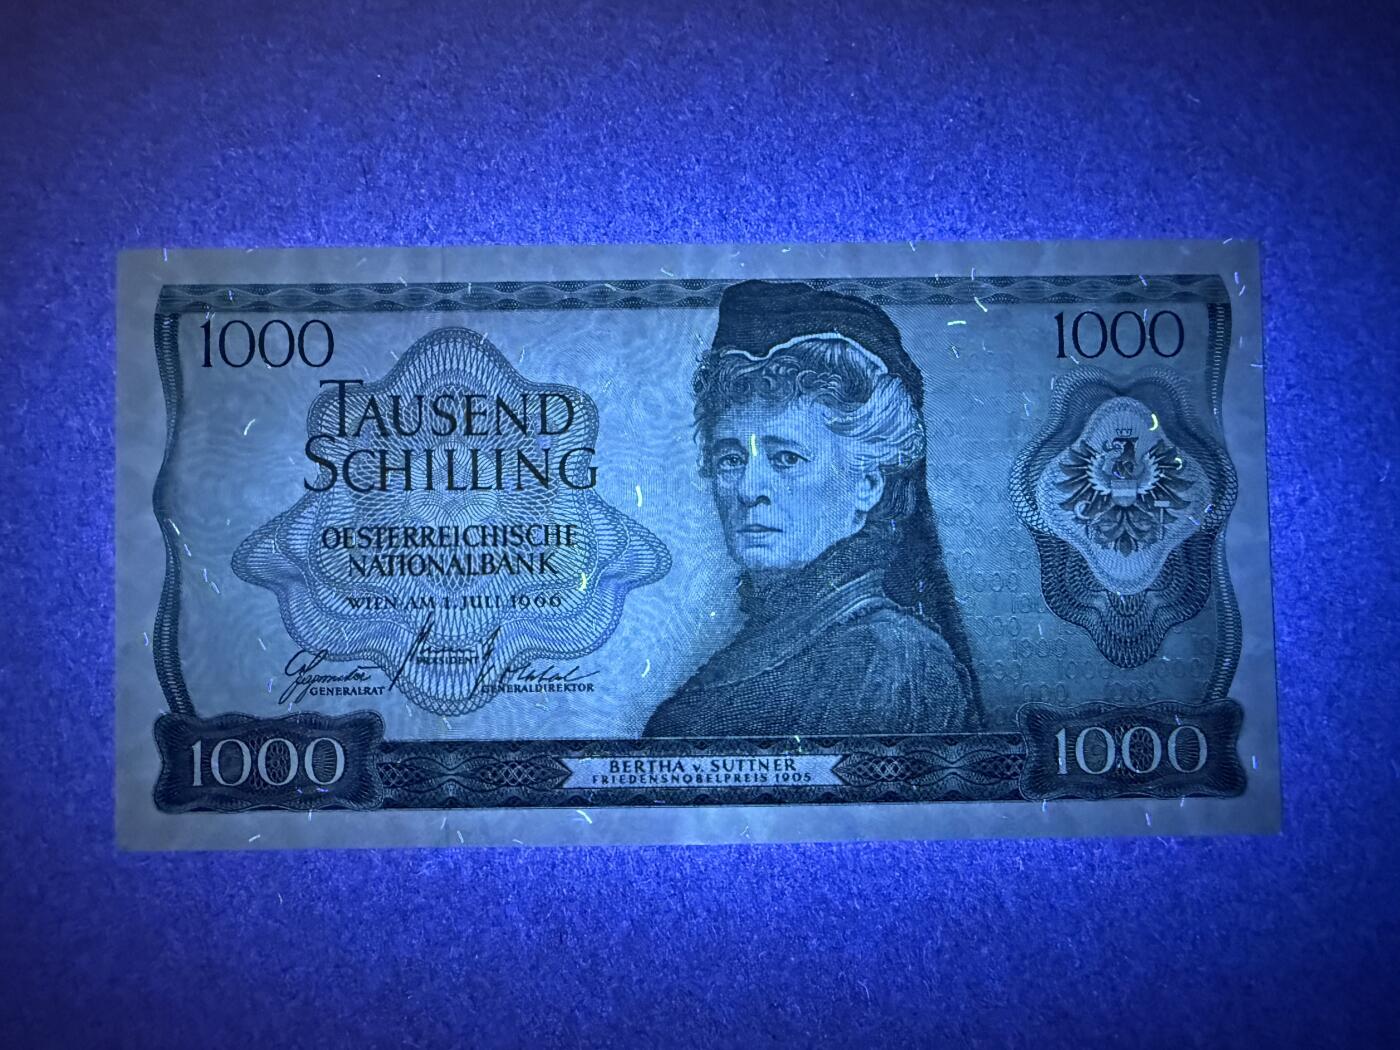 1000
1000
TAUSEND
SCHILLING
OESTERREICHISCHE
NATIONALBANK
WIEN AM 1. JULI 1966
PRÄSIDENT
GENERALRAT
GENERALDIREKTOR
1000
BERTHA v. SUTTNER
FRIEDENSNOBELPREIS 1905
1000